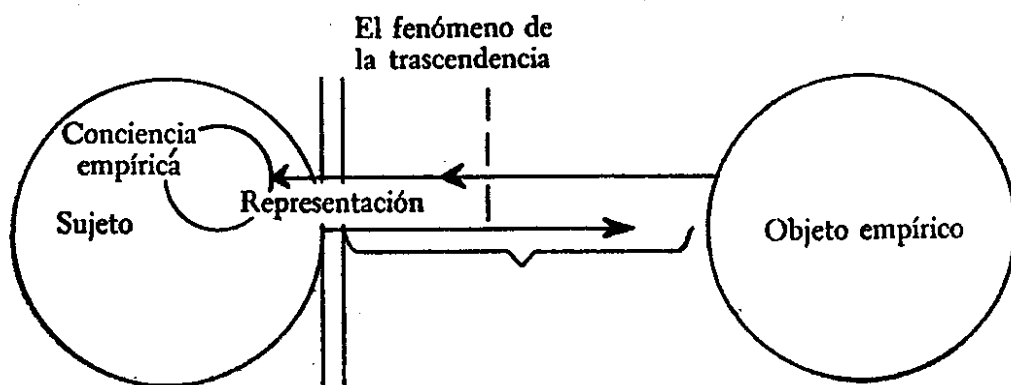 El fenómeno de
la trascendencia
Conciencia
empírica
Representación
Sujeto
Objeto empírico